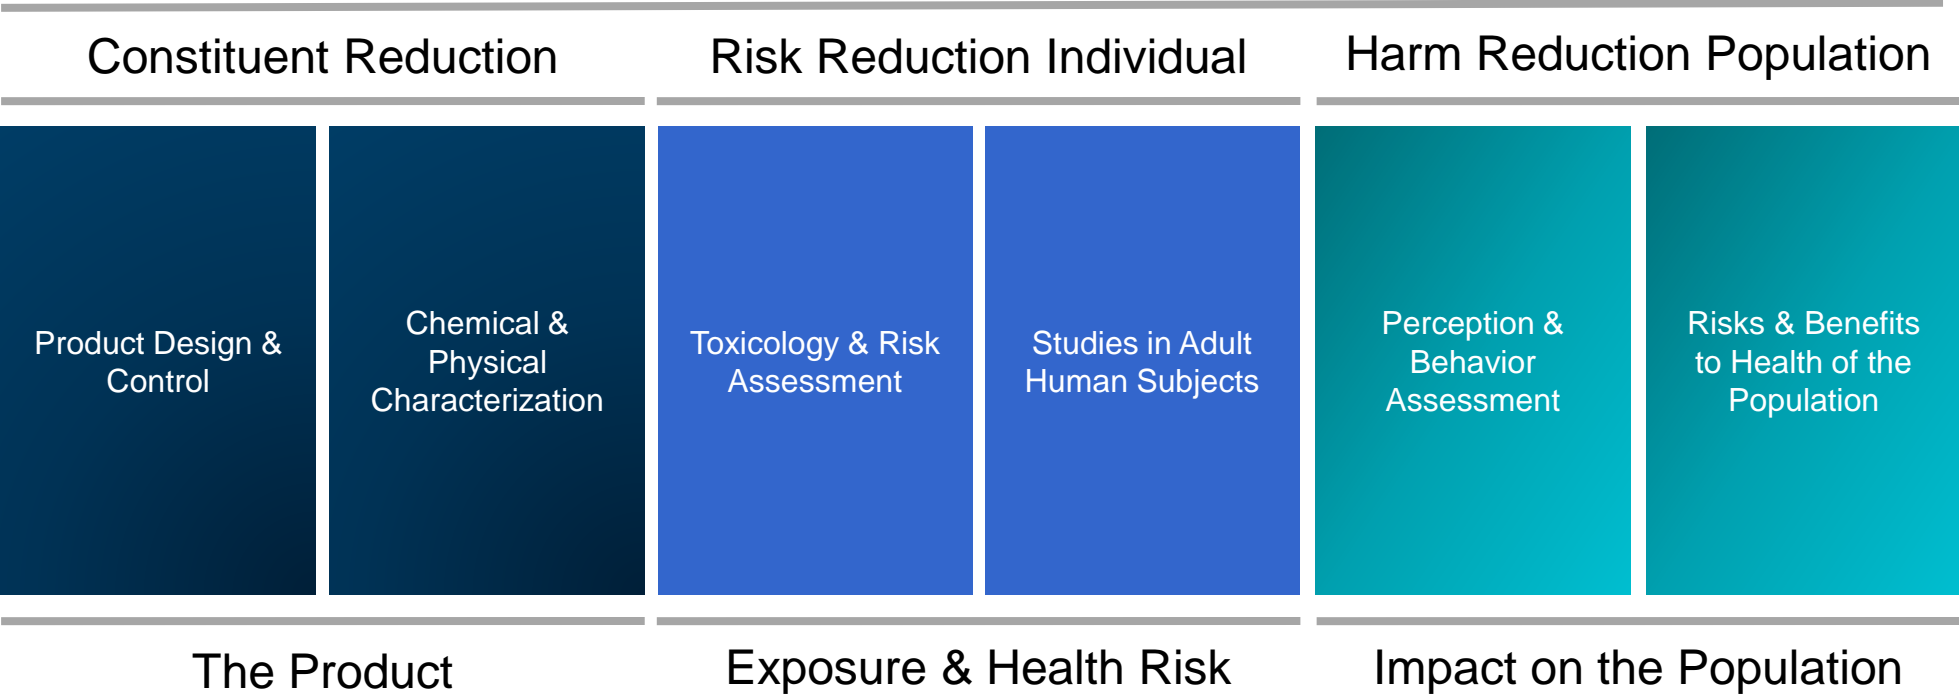 Constituent Reduction
Risk Reduction Individual
Harm Reduction Population
Product Design &
Control
Chemical &
Physical
Characterization
Toxicology & Risk
Assessment
Studies in Adult
Human Subjects
Perception &
Behavior
Assessment
Risks & Benefits
to Health of the
Population
The Product
Exposure & Health Risk
Impact on the Population